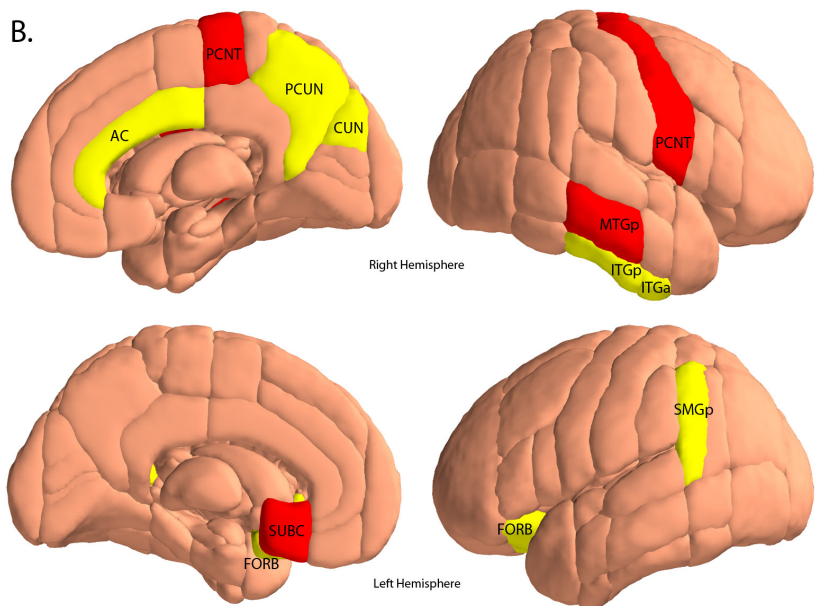 B.
PCNT
PCUN
CUN
AC
PCNT
MTGp
ITGp
ITGa
Right Hemisphere
SMGp
SUBC
FORB
FORB
Left Hemisphere